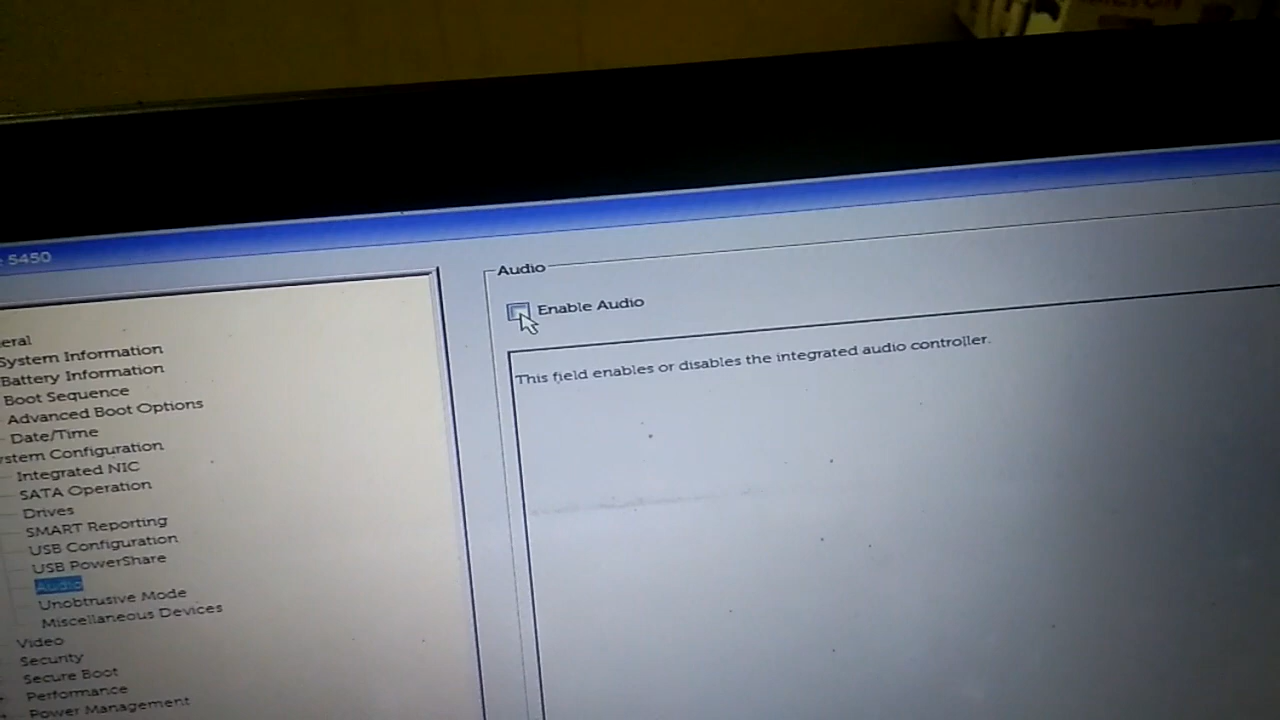 5450
Audio
Enable Audio
This field enables or disables the integrated audio controller.
eral
System Information
Battery Information
Boot Sequence
Advanced Boot Options
Date/Time
stem Configuration
Integrated NIC
SATA Operation
Drives
SMART Reporting
USB Configuration
USB PowerShare
Audio
Unobtrusive Mode
Miscellaneous Devices
Video
Security
Secure Boot
Performance
Power Management